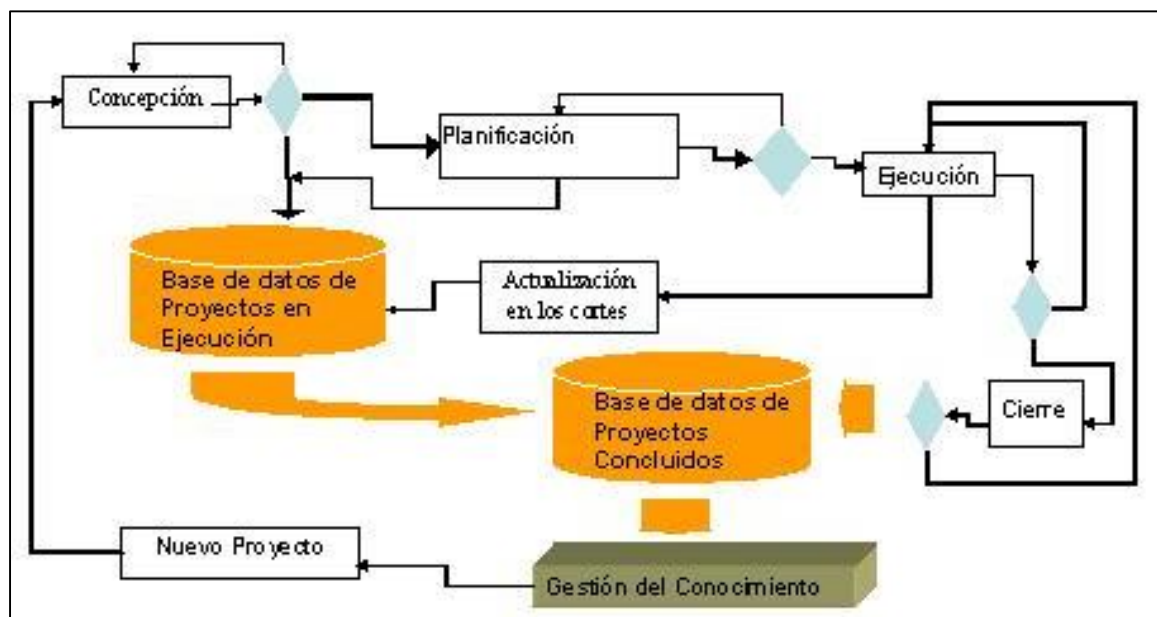 Concepción
Planificación
Ejecución
Base de datos de
Proyectos en
Ejecución
Actualización
en los cortes
Base de datos de
Proyectos
Concluidos
Cierre
Nuevo Proyecto
Gestión del Conocimiento